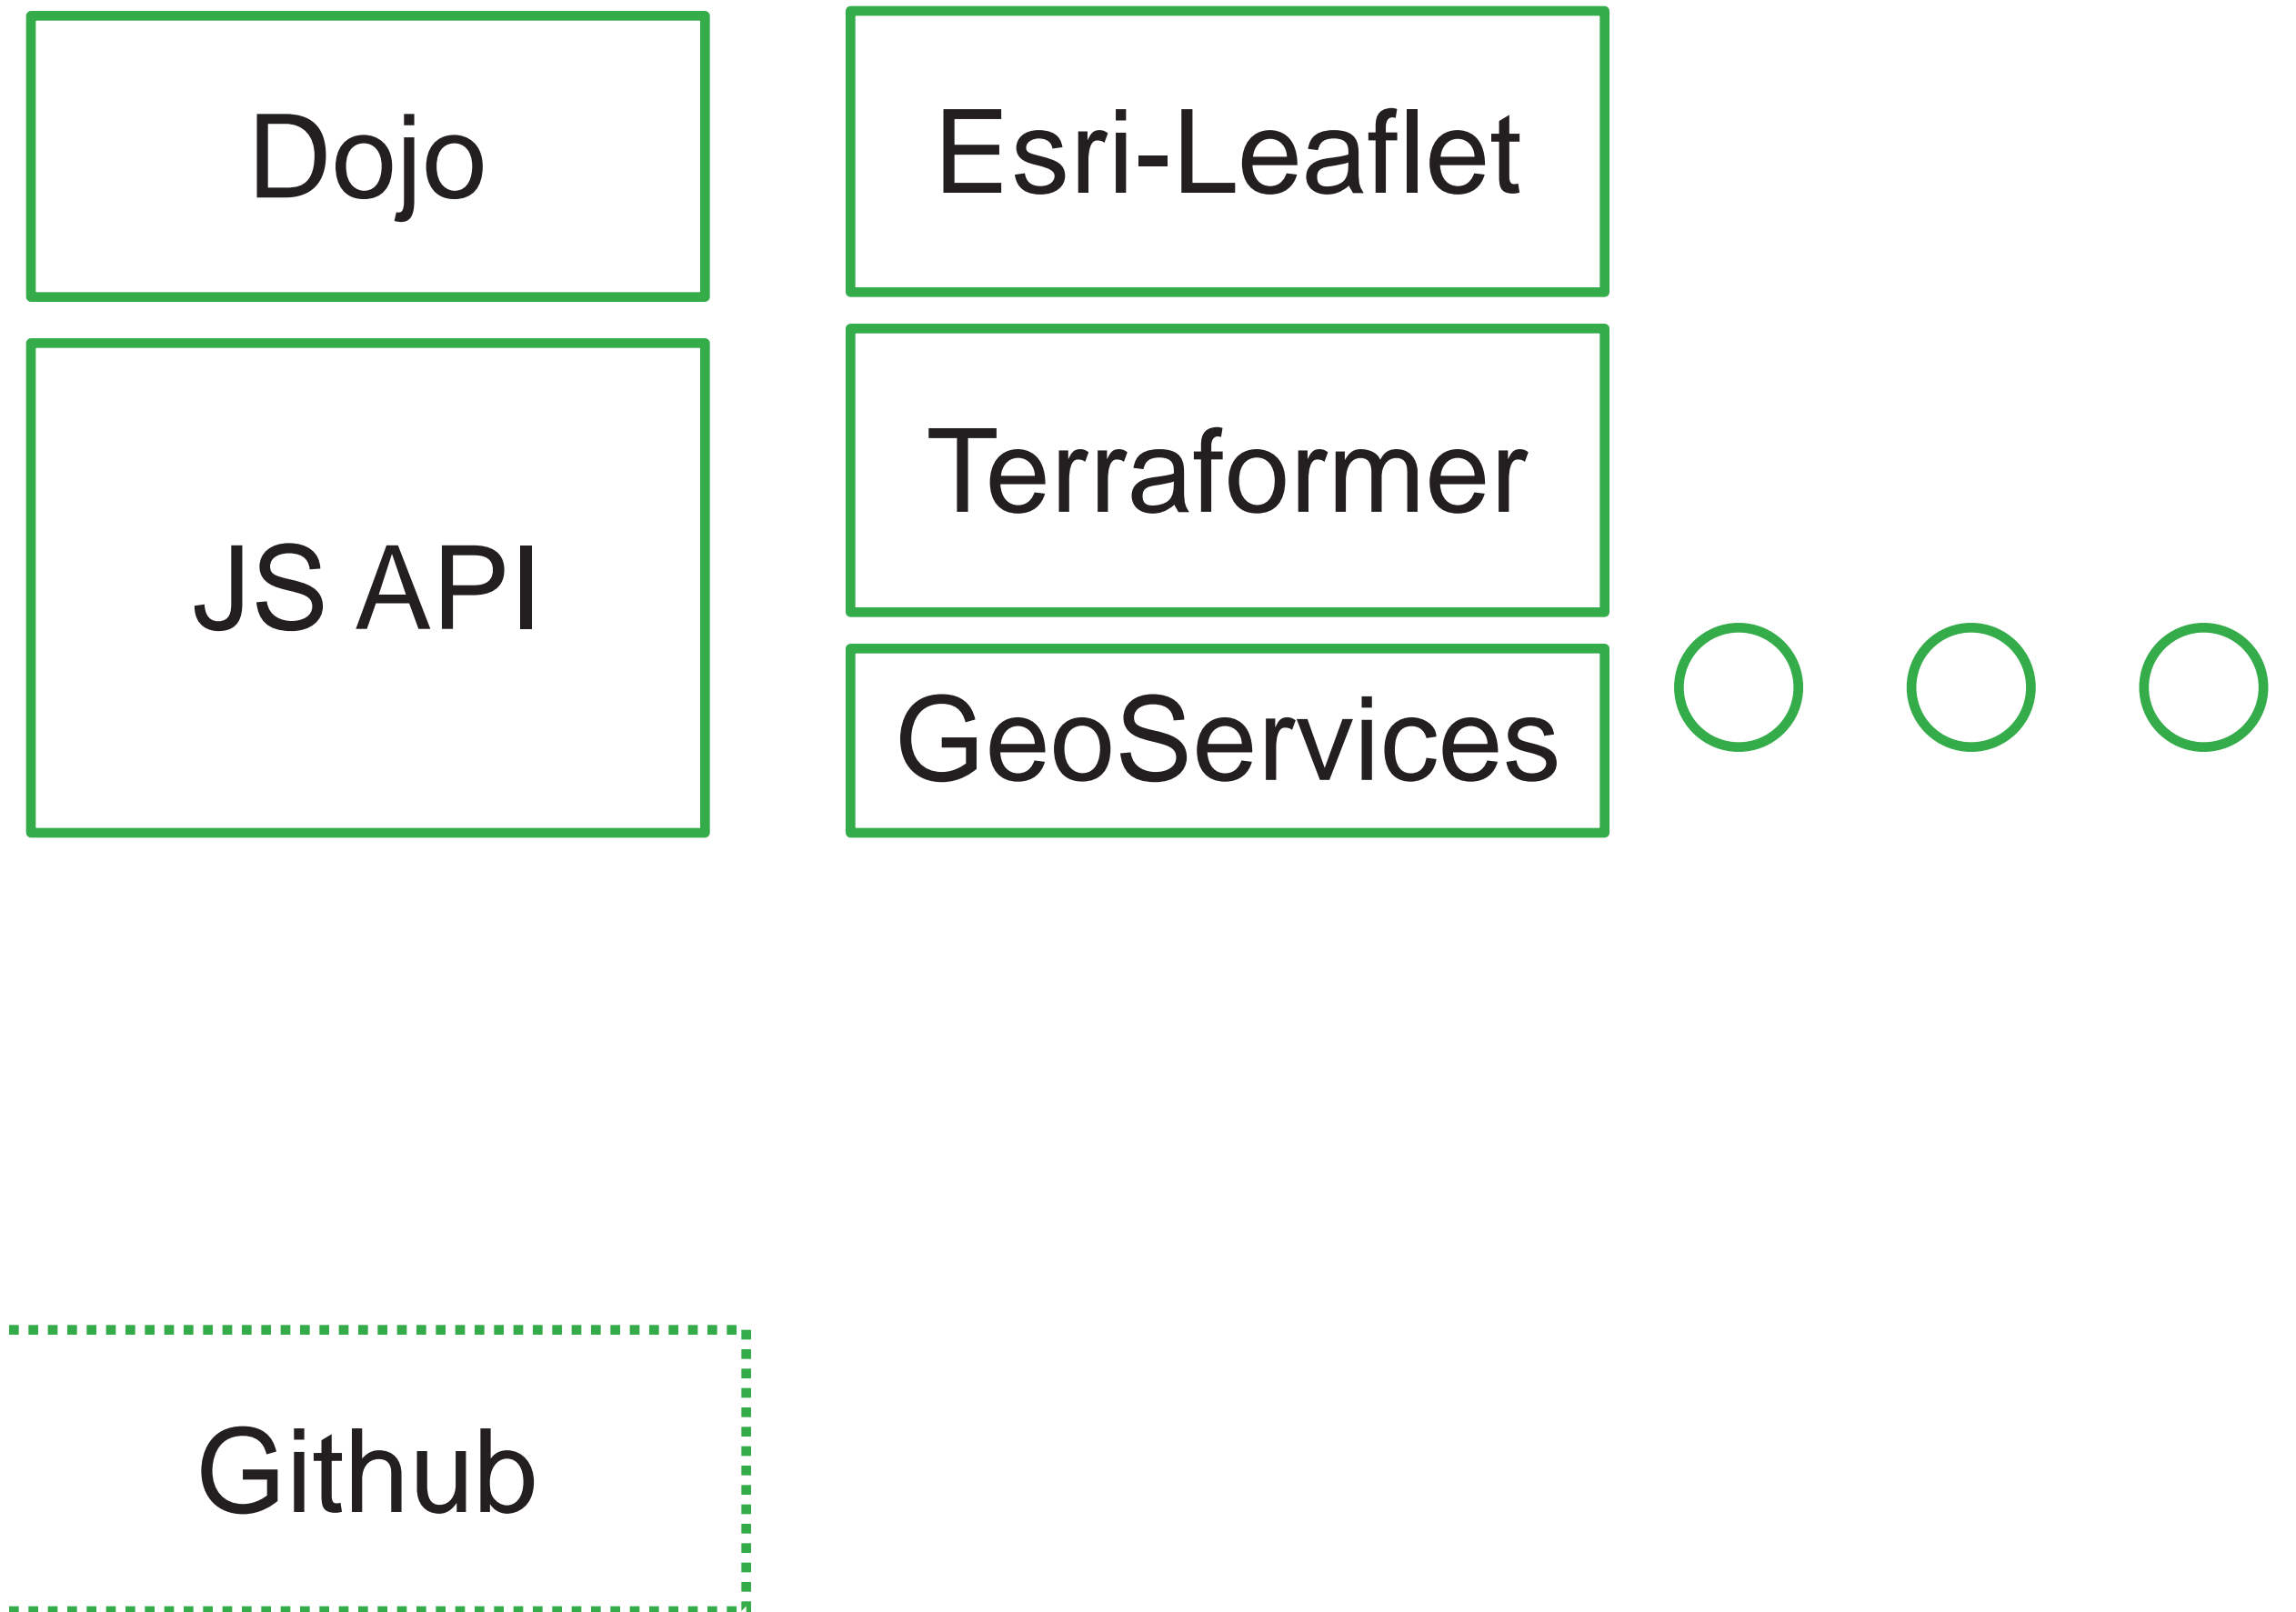 Dojo
JS API
Esri-Leaflet
Terraformer
GeoServices
Github